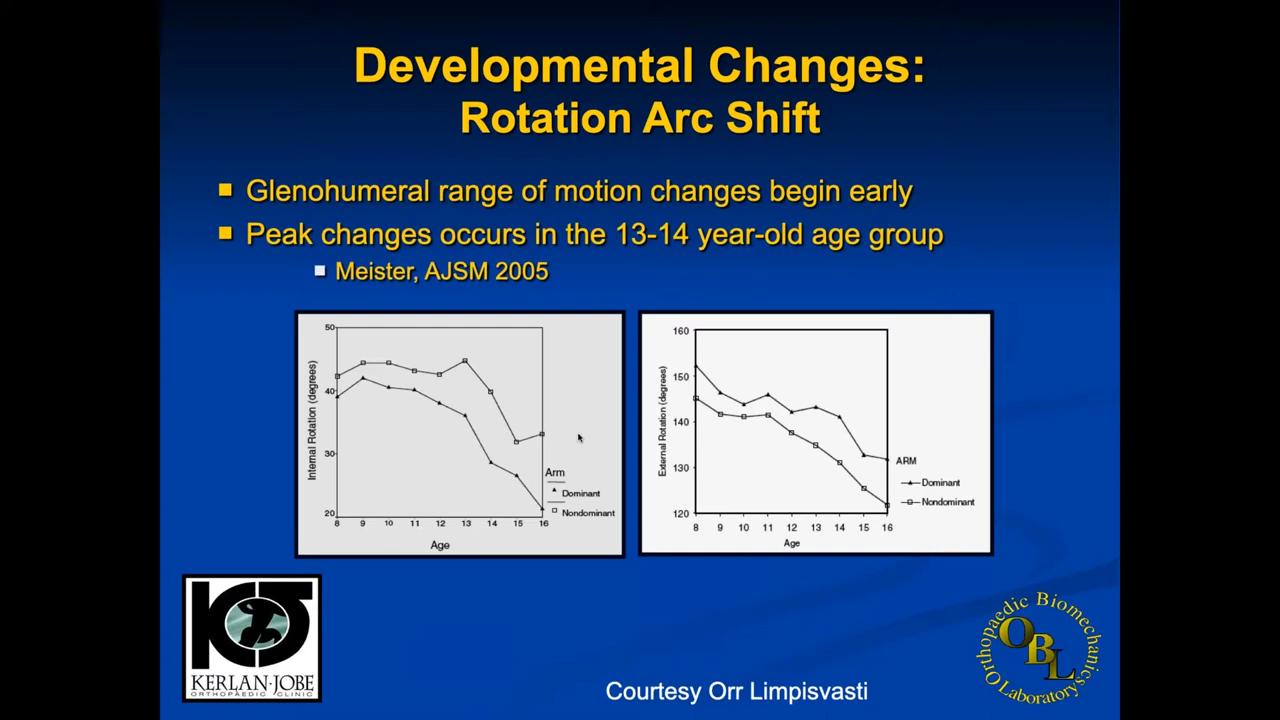 Developmental Changes:
Rotation Arc Shift
Glenohumeral range of motion changes begin early
Peak changes occurs in the 13-14 year-old age group
Meister, AJSM 2005
50
40
30
20
Internal Rotation (degrees)
8 9 10 11 12 13 14 15 16
Age
Arm
Dominant
Nondominant
160
150
140
130
120
External Rotation (degrees)
8 9 10 11 12 13 14 15 16
Age
ARM
Dominant
Nondominant
KJ
KERLAN·JOBE
ORTHOPÆDIC CLINIC
Courtesy Orr Limpisvasti
Orthopaedic Biomechanics
OBL
Laboratory